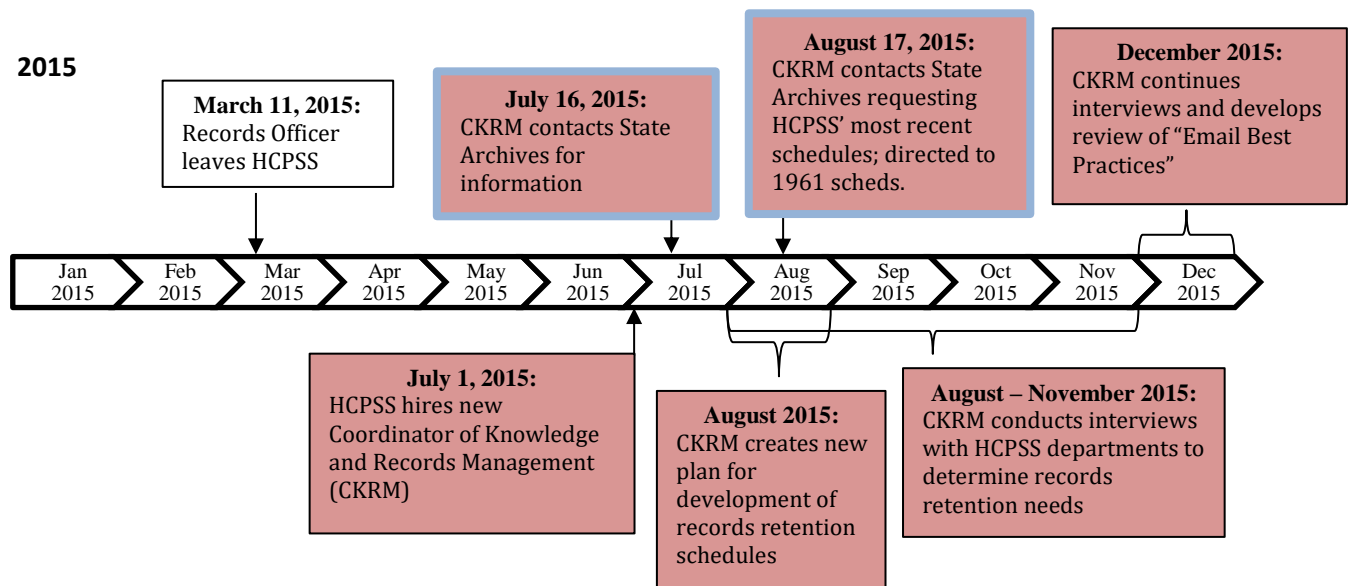 2015
March 11, 2015:
Records Officer
leaves HCPSS
July 16, 2015:
CKRM contacts State
Archives for
information
August 17, 2015:
CKRM contacts State
Archives requesting
HCPSS’ most recent
schedules; directed to
1961 scheds.
December 2015:
CKRM continues
interviews and develops
review of “Email Best
Practices”
Jan
2015
Feb
2015
Mar
2015
Apr
2015
May
2015
Jun
2015
Jul
2015
Aug
2015
Sep
2015
Oct
2015
Nov
2015
Dec
2015
July 1, 2015:
HCPSS hires new
Coordinator of Knowledge
and Records Management
(CKRM)
August 2015:
CKRM creates new
plan for
development of
records retention
schedules
August – November 2015:
CKRM conducts interviews
with HCPSS departments to
determine records
retention needs